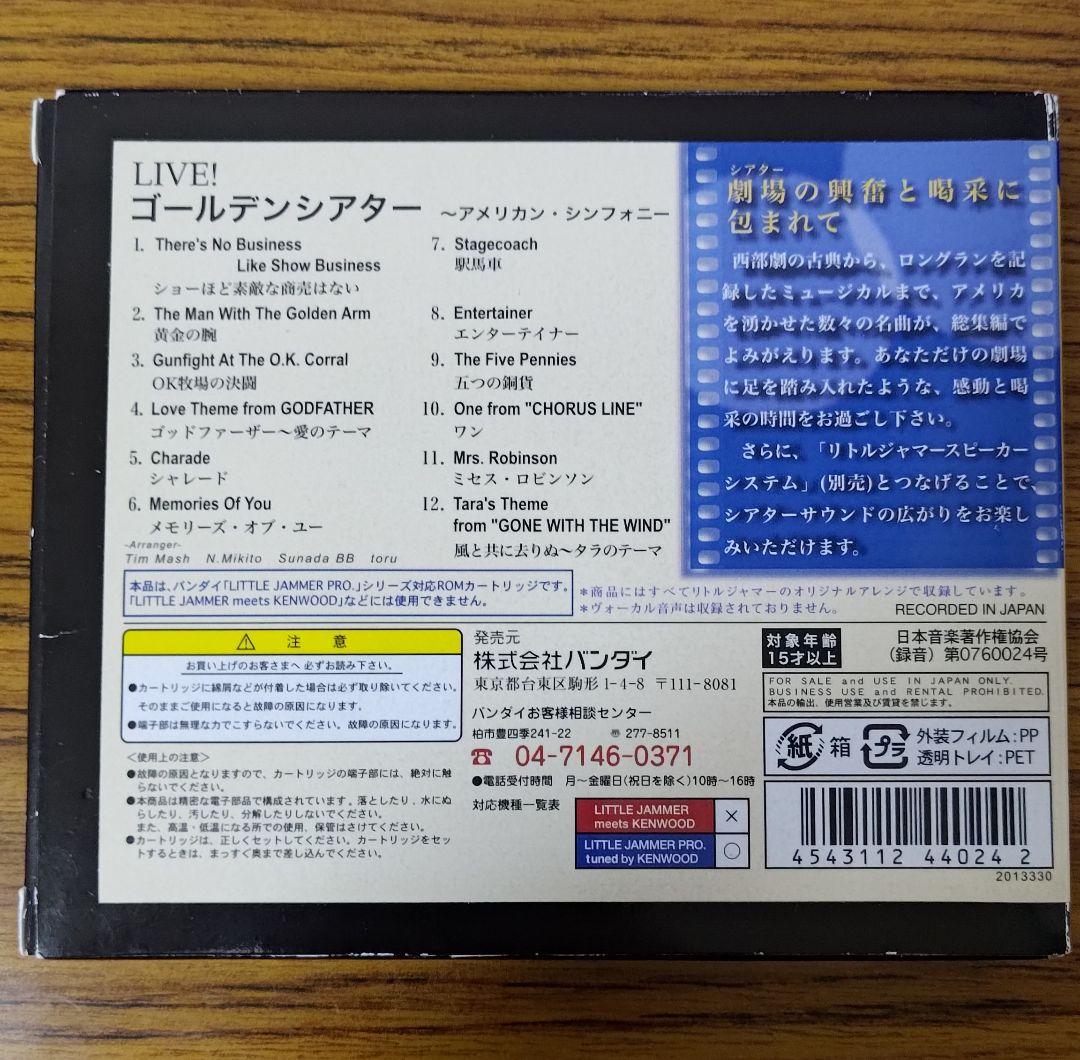 LIVE!
ゴールデンシアター ～アメリカン・シンフォニー
1. There's No Business
Like Show Business
ショーほど素敵な商売はない
2. The Man With The Golden Arm
黄金の腕
3. Gunfight At The O.K. Corral
OK牧場の決闘
4. Love Theme from GODFATHER
ゴッドファーザー～愛のテーマ
5. Charade
シャレード
6. Memories Of You
メモリーズ・オブ・ユー
7. Stagecoach
駅馬車
8. Entertainer
エンターテイナー
9. The Five Pennies
五つの銅貨
10. One from "CHORUS LINE"
ワン
11. Mrs. Robinson
ミセス・ロビンソン
12. Tara's Theme
from "GONE WITH THE WIND"
風と共に去りぬ～タラのテーマ
-Arranger-
Tim Mash N.Mikito Sunada BB toru
シアター
劇場の興奮と喝采に
包まれて
西部劇の古典から、ロングランを記
録したミュージカルまで、アメリカ
を湧かせた数々の名曲が、総集編で
よみがえります。あなただけの劇場
に足を踏み入れたような、感動と喝
采の時間をお過ごし下さい。
さらに、「リトルジャマースピーカー
システム」(別売)とつなげることで、
シアターサウンドの広がりをお楽し
みいただけます。
本品は、バンダイ「LITTLE JAMMER PRO.」シリーズ対応ROMカートリッジです。
「LITTLE JAMMER meets KENWOOD」などには使用できません。
＊商品にはすべてリトルジャマーのオリジナルアレンジで収録しています。
＊ヴォーカル音声は収録されておりません。
RECORDED IN JAPAN
⚠ 注意
お買い上げのお客さまへ 必ずお読み下さい。
●カートリッジに綿屑などが付着した場合は必ず取り除いてください。
そのままご使用になると故障の原因になります。
●端子部は無理な力でこすらないでください。故障の原因になります。
＜使用上の注意＞
●故障の原因となりますので、カートリッジの端子部には、絶対に触
らないでください。
●本商品は精密な電子部品で構成されています。落としたり、水にぬ
らしたり、汚したり、分解したりしないでください。
また、高温・低温になる所での使用、保管はさけてください。
●カートリッジは、正しくセットしてください。カートリッジをセッ
トするときは、まっすぐ奥まで差し込んでください。
発売元
株式会社バンダイ
東京都台東区駒形1-4-8 〒111-8081
バンダイお客様相談センター
柏市豊四季241-22 〒277-8511
☎ 04-7146-0371
●電話受付時間 月～金曜日(祝日を除く)10時～16時
対応機種一覧表
LITTLE JAMMER
meets KENWOOD ×
LITTLE JAMMER PRO.
tuned by KENWOOD ○
対象年齢
15才以上
日本音楽著作権協会
(録音) 第0760024号
FOR SALE and USE IN JAPAN ONLY.
BUSINESS USE and RENTAL PROHIBITED.
本品の輸出、使用営業及び賃貸を禁じます。
紙 箱
プラ
外装フィルム:PP
透明トレイ:PET
4543112 44024 2
2013330